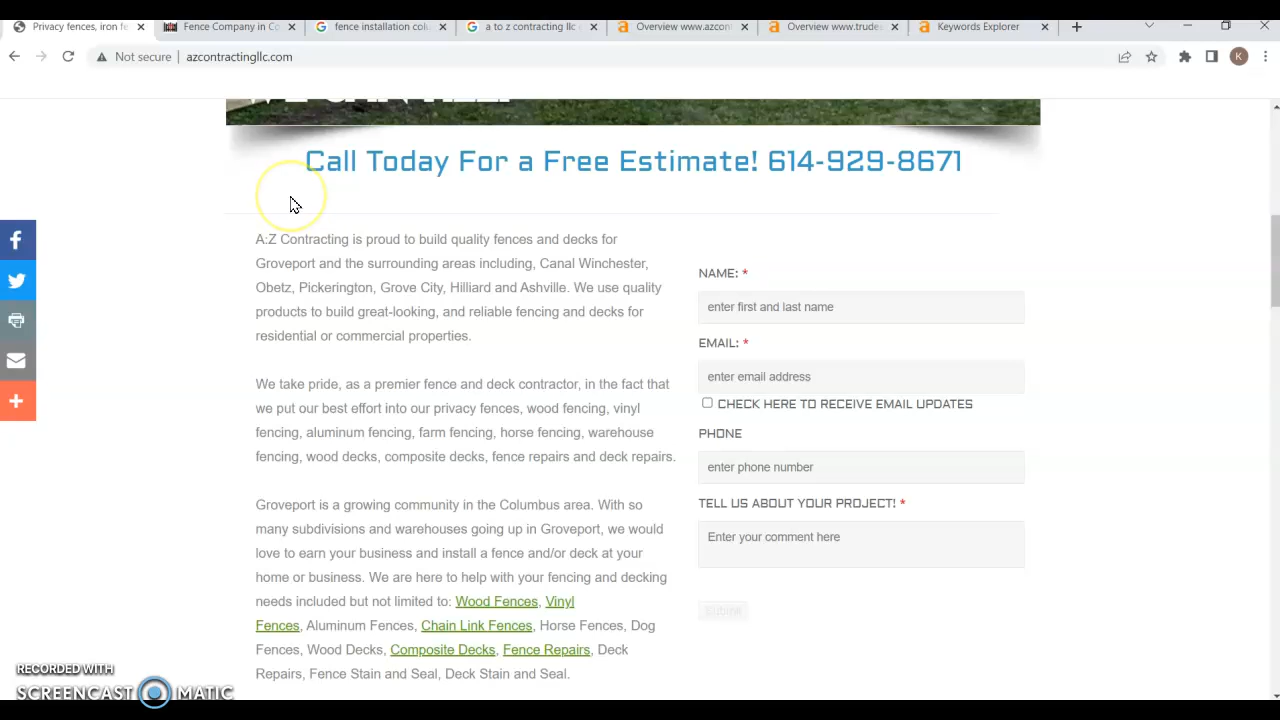 Privacy fences, iron fe
Fence Company in Co
fence installation colu
a to z contracting llc
Overview www.azcont
Overview www.trudes
Keywords Explorer
Not secure
azcontractingllc.com
K
Call Today For a Free Estimate! 614-929-8671
A:Z Contracting is proud to build quality fences and decks for
Groveport and the surrounding areas including, Canal Winchester,
Obetz, Pickerington, Grove City, Hilliard and Ashville. We use quality
products to build great-looking, and reliable fencing and decks for
residential or commercial properties.
We take pride, as a premier fence and deck contractor, in the fact that
we put our best effort into our privacy fences, wood fencing, vinyl
fencing, aluminum fencing, farm fencing, horse fencing, warehouse
fencing, wood decks, composite decks, fence repairs and deck repairs.
Groveport is a growing community in the Columbus area. With so
many subdivisions and warehouses going up in Groveport, we would
love to earn your business and install a fence and/or deck at your
home or business. We are here to help with your fencing and decking
needs included but not limited to: Wood Fences, Vinyl
Fences, Aluminum Fences, Chain Link Fences, Horse Fences, Dog
Fences, Wood Decks, Composite Decks, Fence Repairs, Deck
Repairs, Fence Stain and Seal, Deck Stain and Seal.
NAME: *
enter first and last name
EMAIL: *
enter email address
CHECK HERE TO RECEIVE EMAIL UPDATES
PHONE
enter phone number
TELL US ABOUT YOUR PROJECT! *
Enter your comment here
Submit
RECORDED WITH
SCREENCAST MATIC